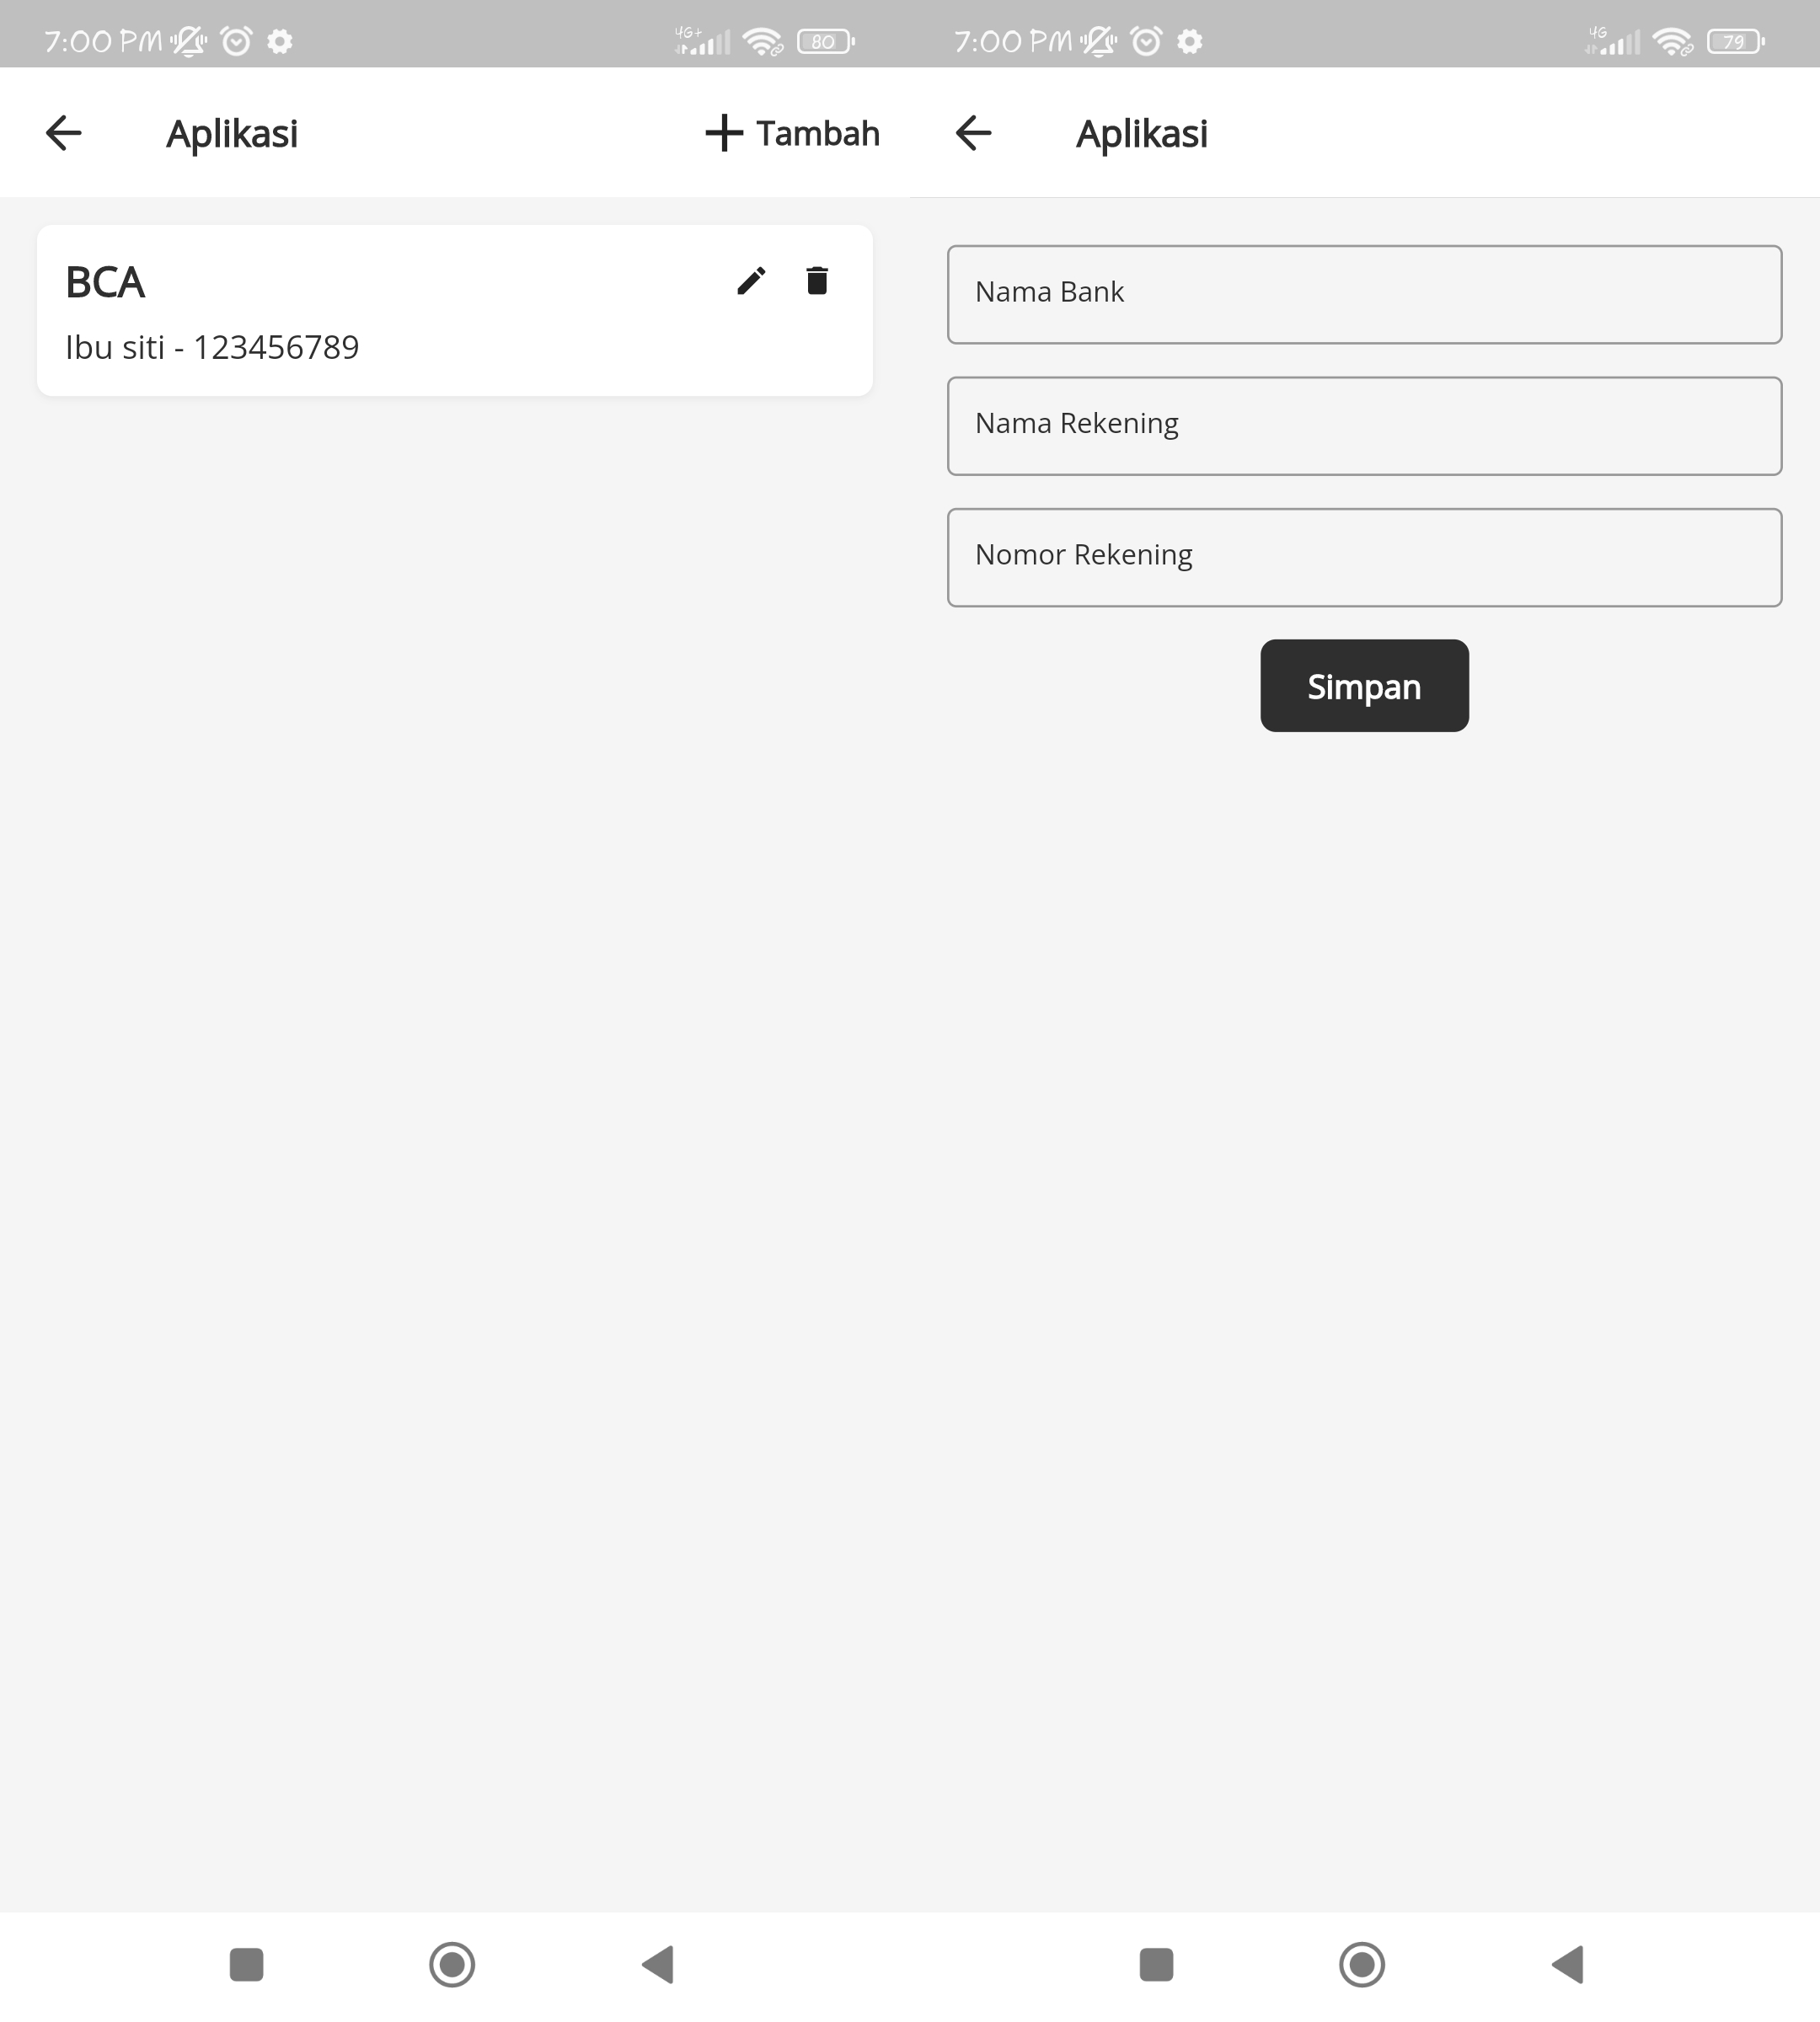 7:00 PM
4G+
80
Aplikasi
Tambah
BCA
Ibu siti - 123456789
7:00 PM
4G
79
Aplikasi
Nama Bank
Nama Rekening
Nomor Rekening
Simpan